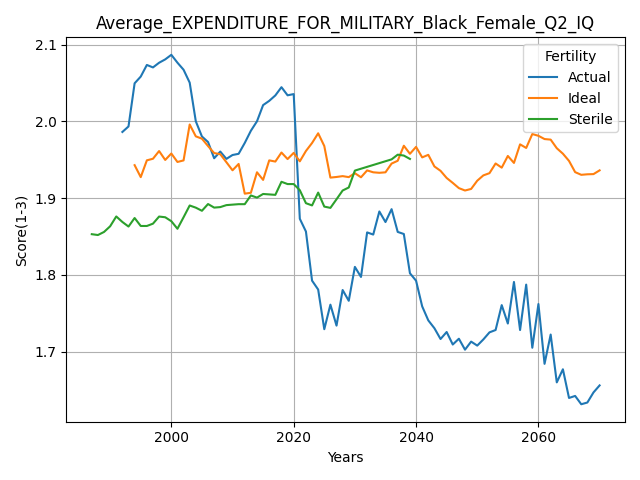 Average_EXPENDITURE_FOR_MILITARY_Black_Female_Q2_IQ
Fertility
Actual
Ideal
Sterile
Score(1-3)
2.1
2.0
1.9
1.8
1.7
2000
2020
2040
2060
Years